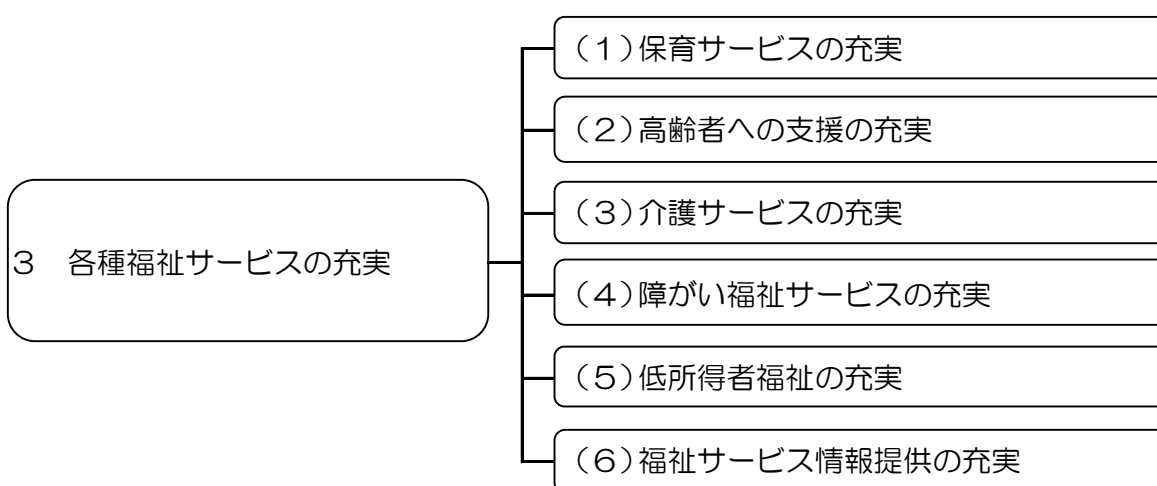 3　各種福祉サービスの充実
（1）保育サービスの充実
（2）高齢者への支援の充実
（3）介護サービスの充実
（4）障がい福祉サービスの充実
（5）低所得者福祉の充実
（6）福祉サービス情報提供の充実